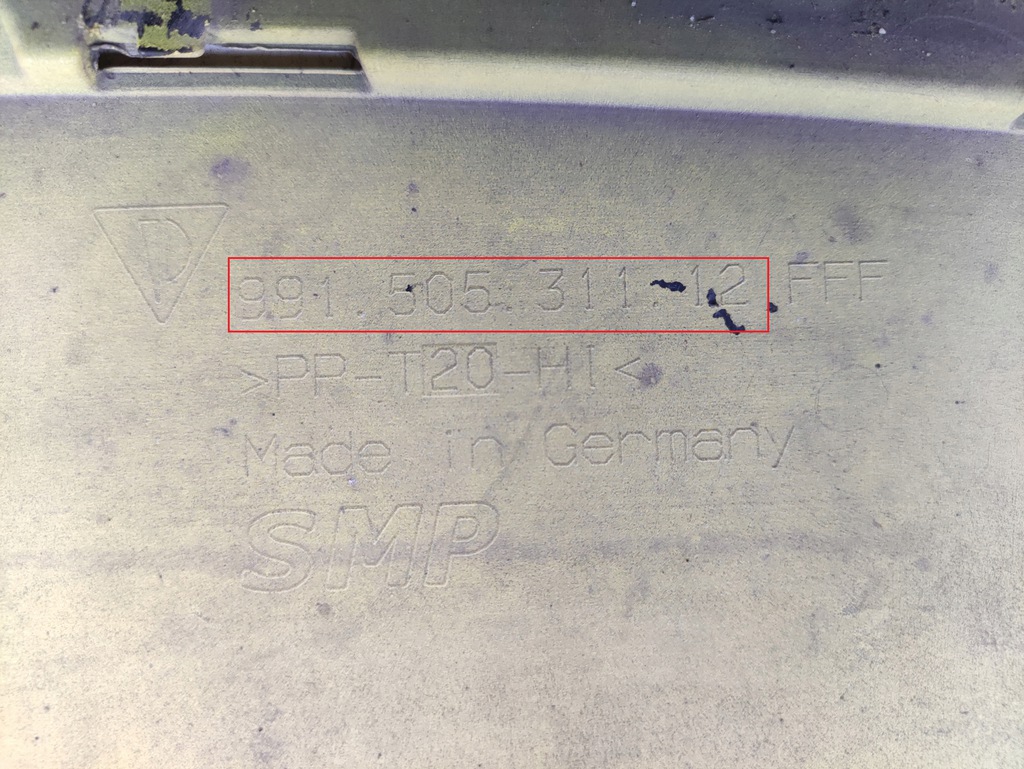 P
991.505.311.12 FFF
>PP-T20-HI<
Made in Germany
SMP